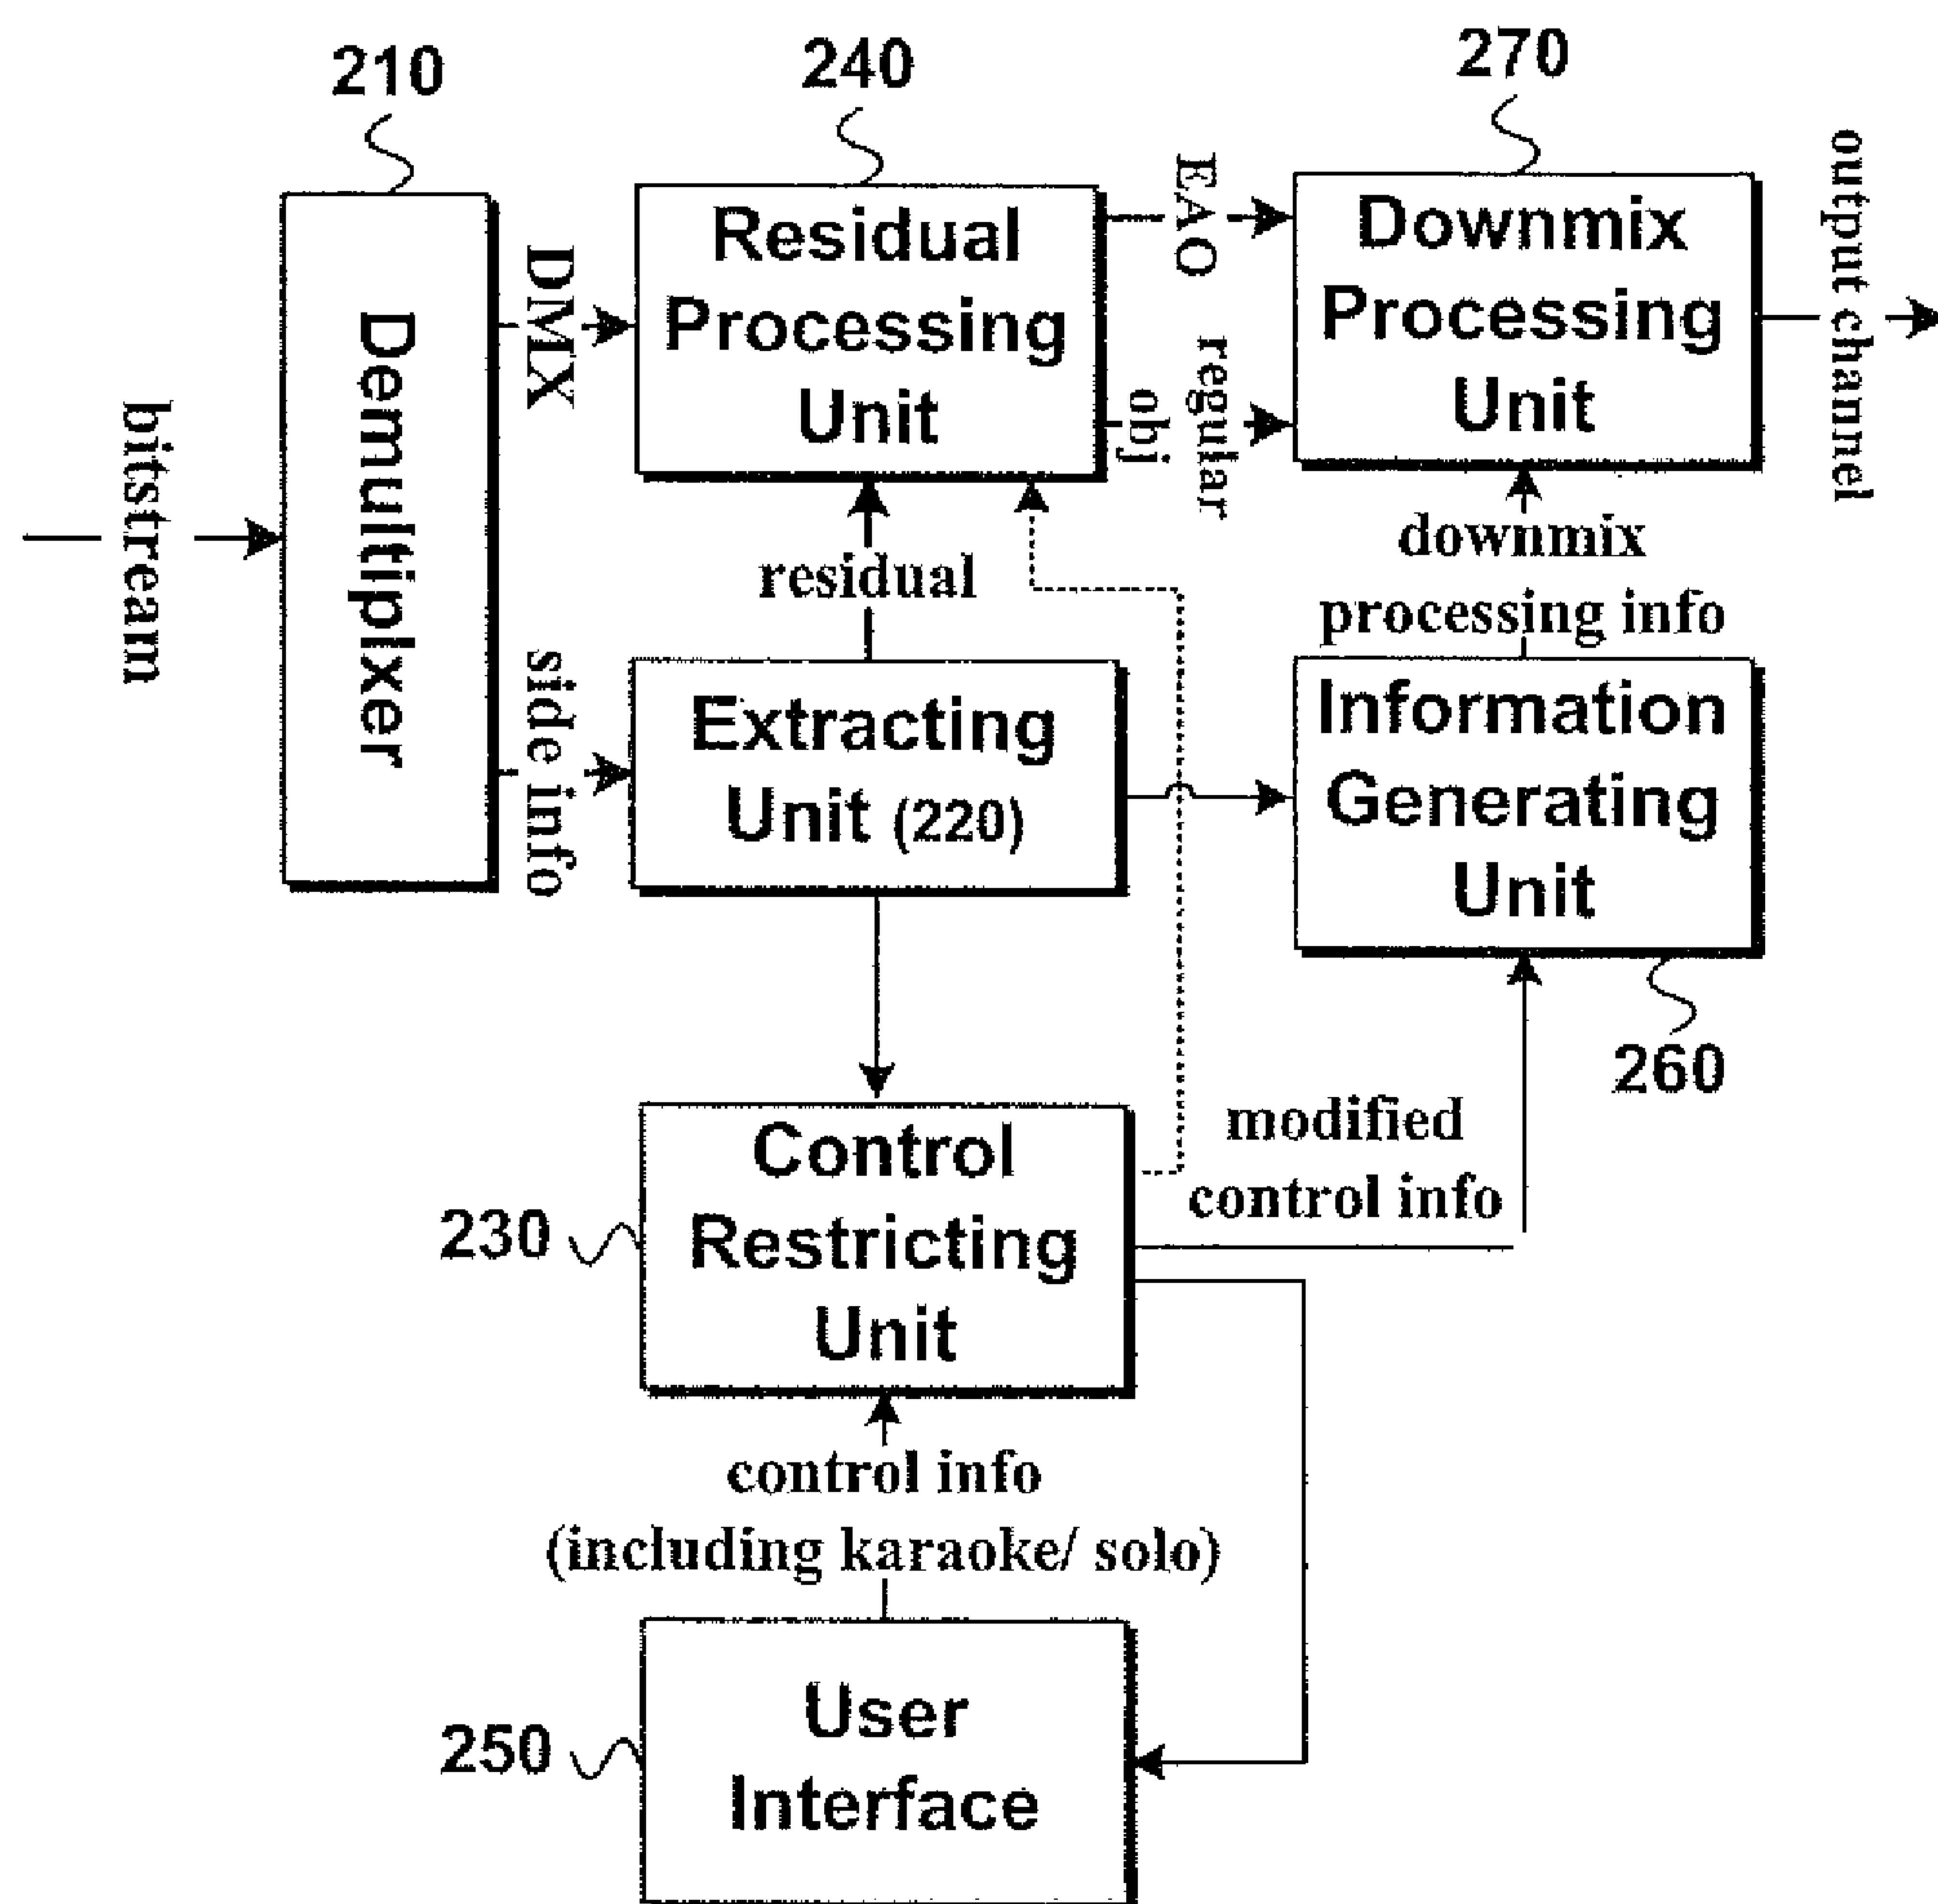 210
240
270
bitstream
Demultiplxer
DMX
side info
Residual
Processing
Unit
EAO
regular
obj
Downmix
Processing
Unit
output channel
residual
downmix
processing info
Extracting
Unit (220)
Information
Generating
Unit
260
230
Control
Restricting
Unit
modified
control info
control info
(including karaoke/ solo)
250
User
Interface